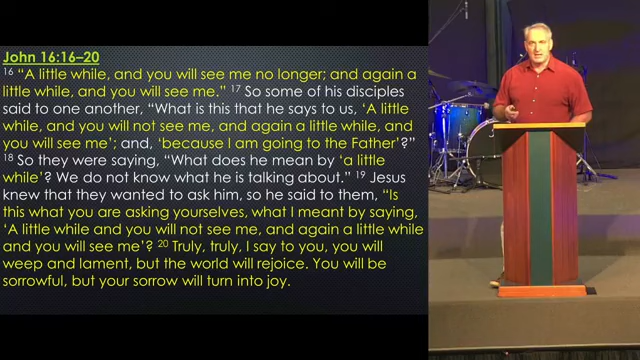 John 16:16–20
16 “A little while, and you will see me no longer; and again a
little while, and you will see me.” 17 So some of his disciples
said to one another, “What is this that he says to us, ‘A little
while, and you will not see me, and again a little while, and
you will see me’; and, ‘because I am going to the Father’?”
18 So they were saying, “What does he mean by ‘a little
while’? We do not know what he is talking about.” 19 Jesus
knew that they wanted to ask him, so he said to them, “Is
this what you are asking yourselves, what I meant by saying,
‘A little while and you will not see me, and again a little while
and you will see me’? 20 Truly, truly, I say to you, you will
weep and lament, but the world will rejoice. You will be
sorrowful, but your sorrow will turn into joy.